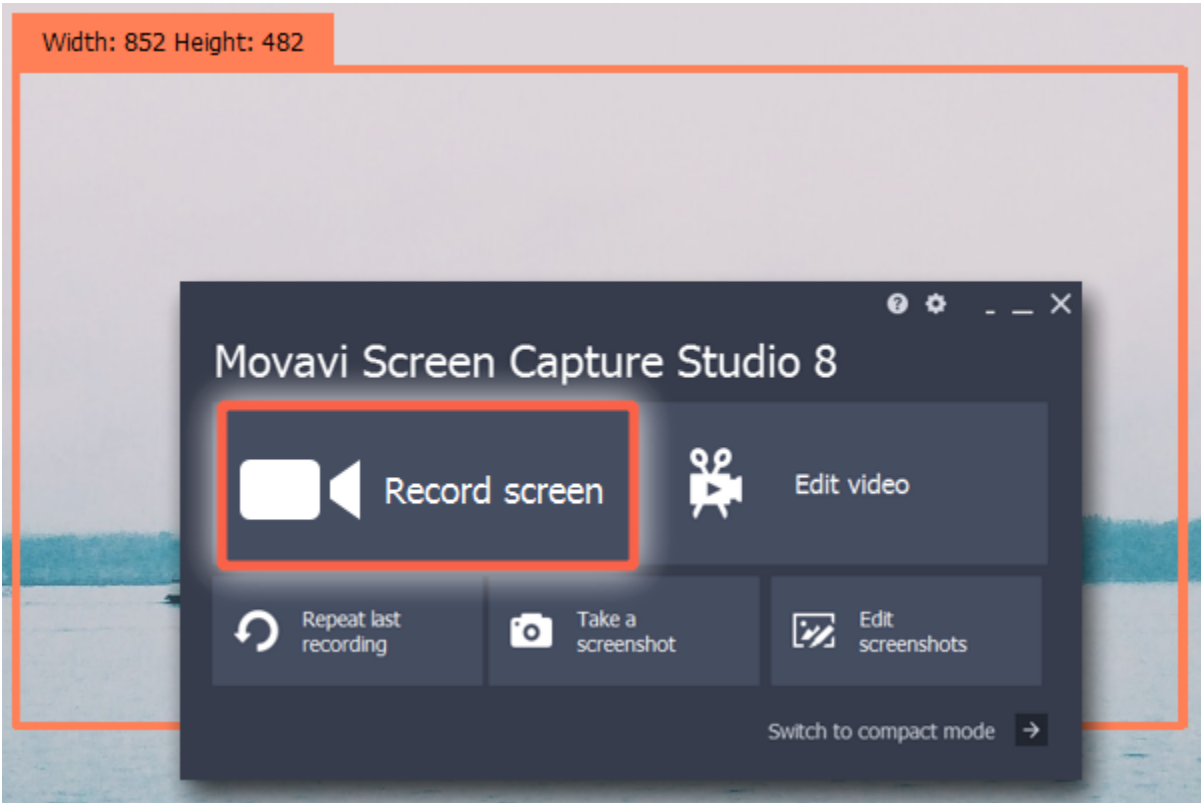 Width: 852 Height: 482
Movavi Screen Capture Studio 8
Record screen
Edit video
Repeat last
recording
Take a
screenshot
Edit
screenshots
Switch to compact mode